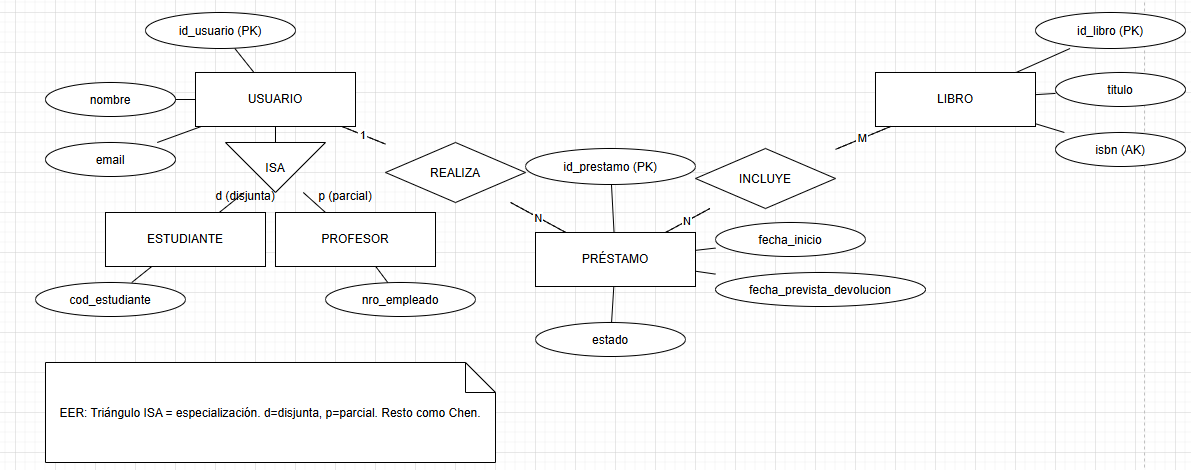 id_usuario (PK)
id_libro (PK)
nombre
USUARIO
LIBRO
titulo
email
1
M
isbn (AK)
ISA
REALIZA
id_prestamo (PK)
INCLUYE
d (disjunta)
p (parcial)
N
N
ESTUDIANTE
PROFESOR
PRÉSTAMO
fecha_inicio
cod_estudiante
nro_empleado
fecha_prevista_devolucion
estado
EER: Triángulo ISA = especialización. d=disjunta, p=parcial. Resto como Chen.